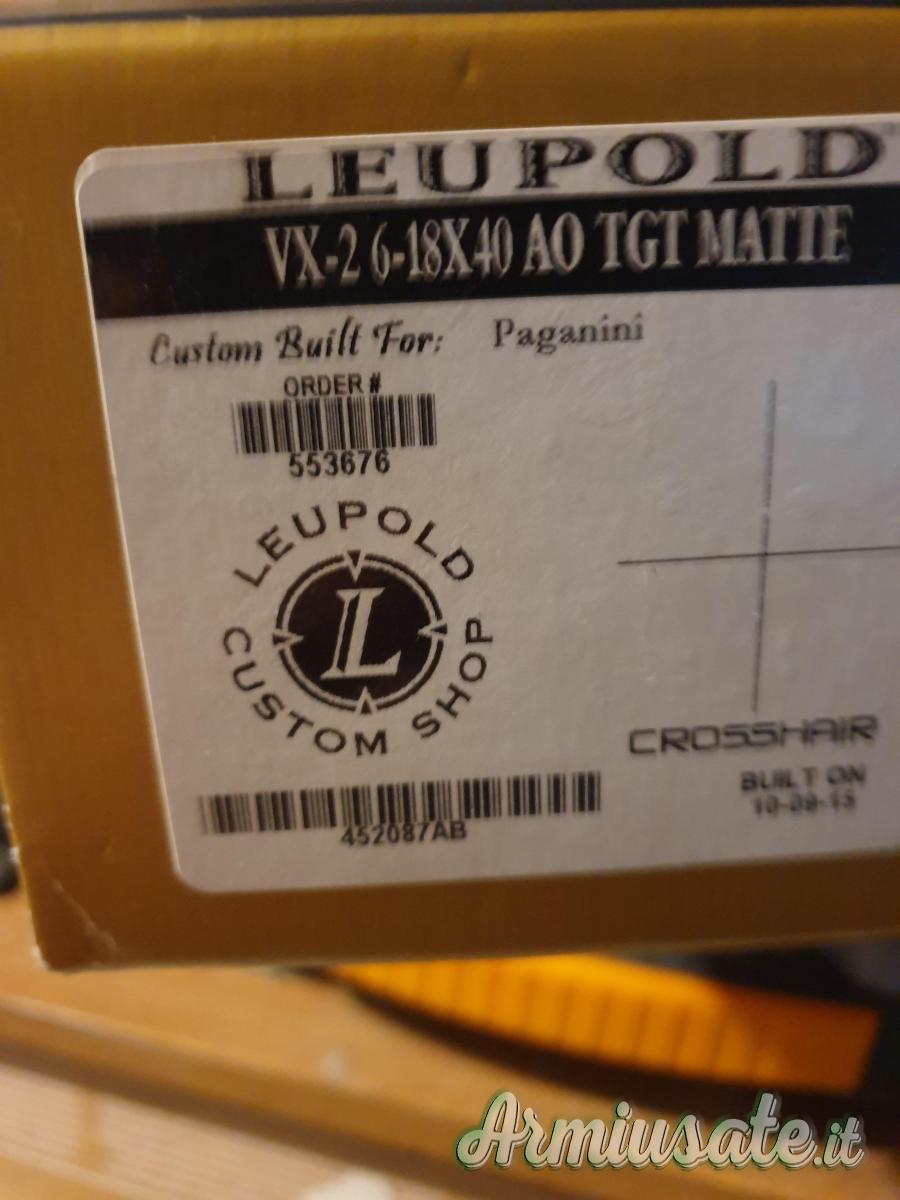 LEUPOLD
VX-2 6-18X40 AO TGT MATTE
Custom Built For: Paganini
ORDER #
553676
LEUPOLD
L
CUSTOM SHOP
CROSSHAIR
BUILT ON
10-09-15
452087AB
Armiusate.it